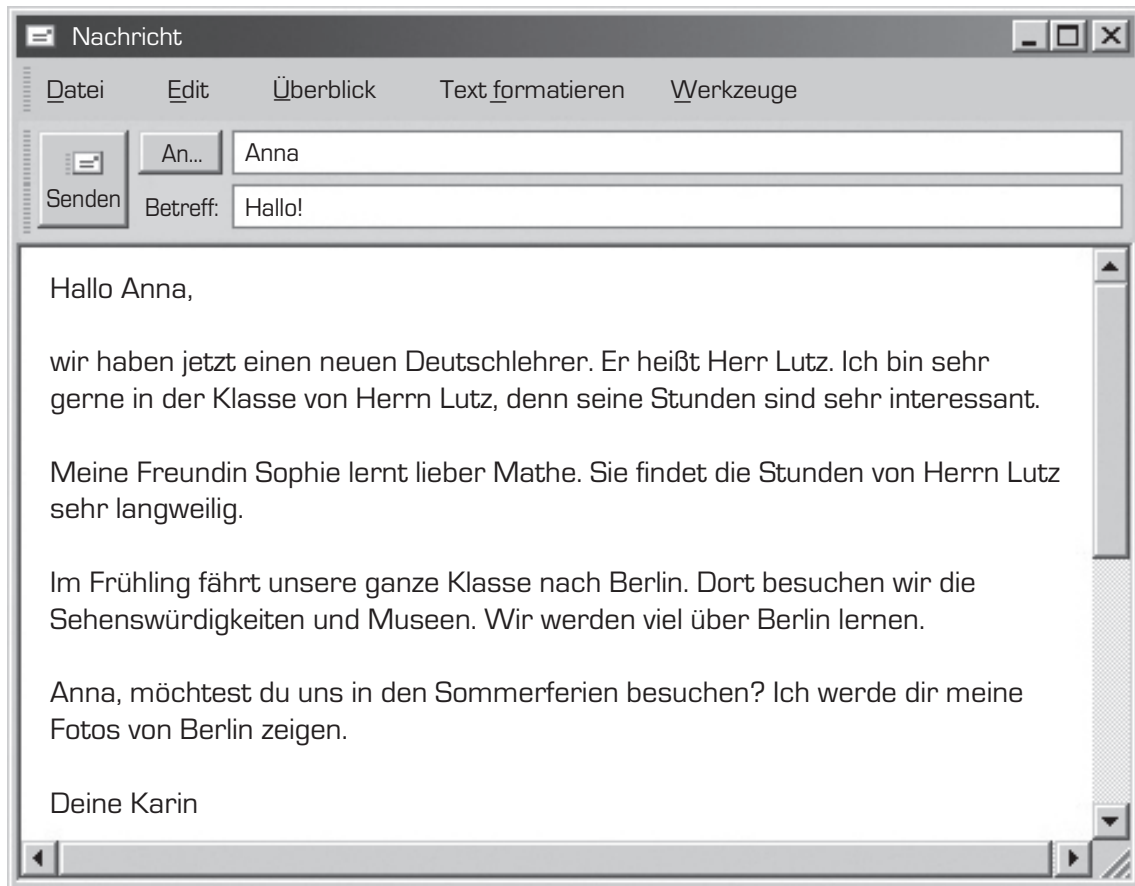 Nachricht
Datei Edit Überblick Text formatieren Werkzeuge
An... Anna
Senden
Betreff: Hallo!
Hallo Anna,
wir haben jetzt einen neuen Deutschlehrer. Er heißt Herr Lutz. Ich bin sehr
gerne in der Klasse von Herrn Lutz, denn seine Stunden sind sehr interessant.
Meine Freundin Sophie lernt lieber Mathe. Sie findet die Stunden von Herrn Lutz
sehr langweilig.
Im Frühling fährt unsere ganze Klasse nach Berlin. Dort besuchen wir die
Sehenswürdigkeiten und Museen. Wir werden viel über Berlin lernen.
Anna, möchtest du uns in den Sommerferien besuchen? Ich werde dir meine
Fotos von Berlin zeigen.
Deine Karin